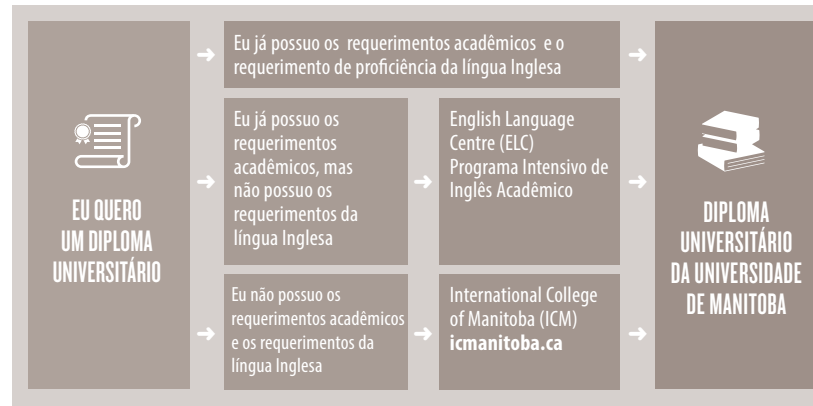 EU QUERO
UM DIPLOMA
UNIVERSITÁRIO
Eu já possuo os requerimentos acadêmicos e o
requerimento de proficiência da língua Inglesa
Eu já possuo os
requerimentos
acadêmicos, mas
não possuo os
requerimentos da
língua Inglesa
English Language
Centre (ELC)
Programa Intensivo de
Inglês Acadêmico
Eu não possuo os
requerimentos acadêmicos
e os requerimentos da
língua Inglesa
International College
of Manitoba (ICM)
icmanitoba.ca
DIPLOMA
UNIVERSITÁRIO
DA UNIVERSIDADE
DE MANITOBA